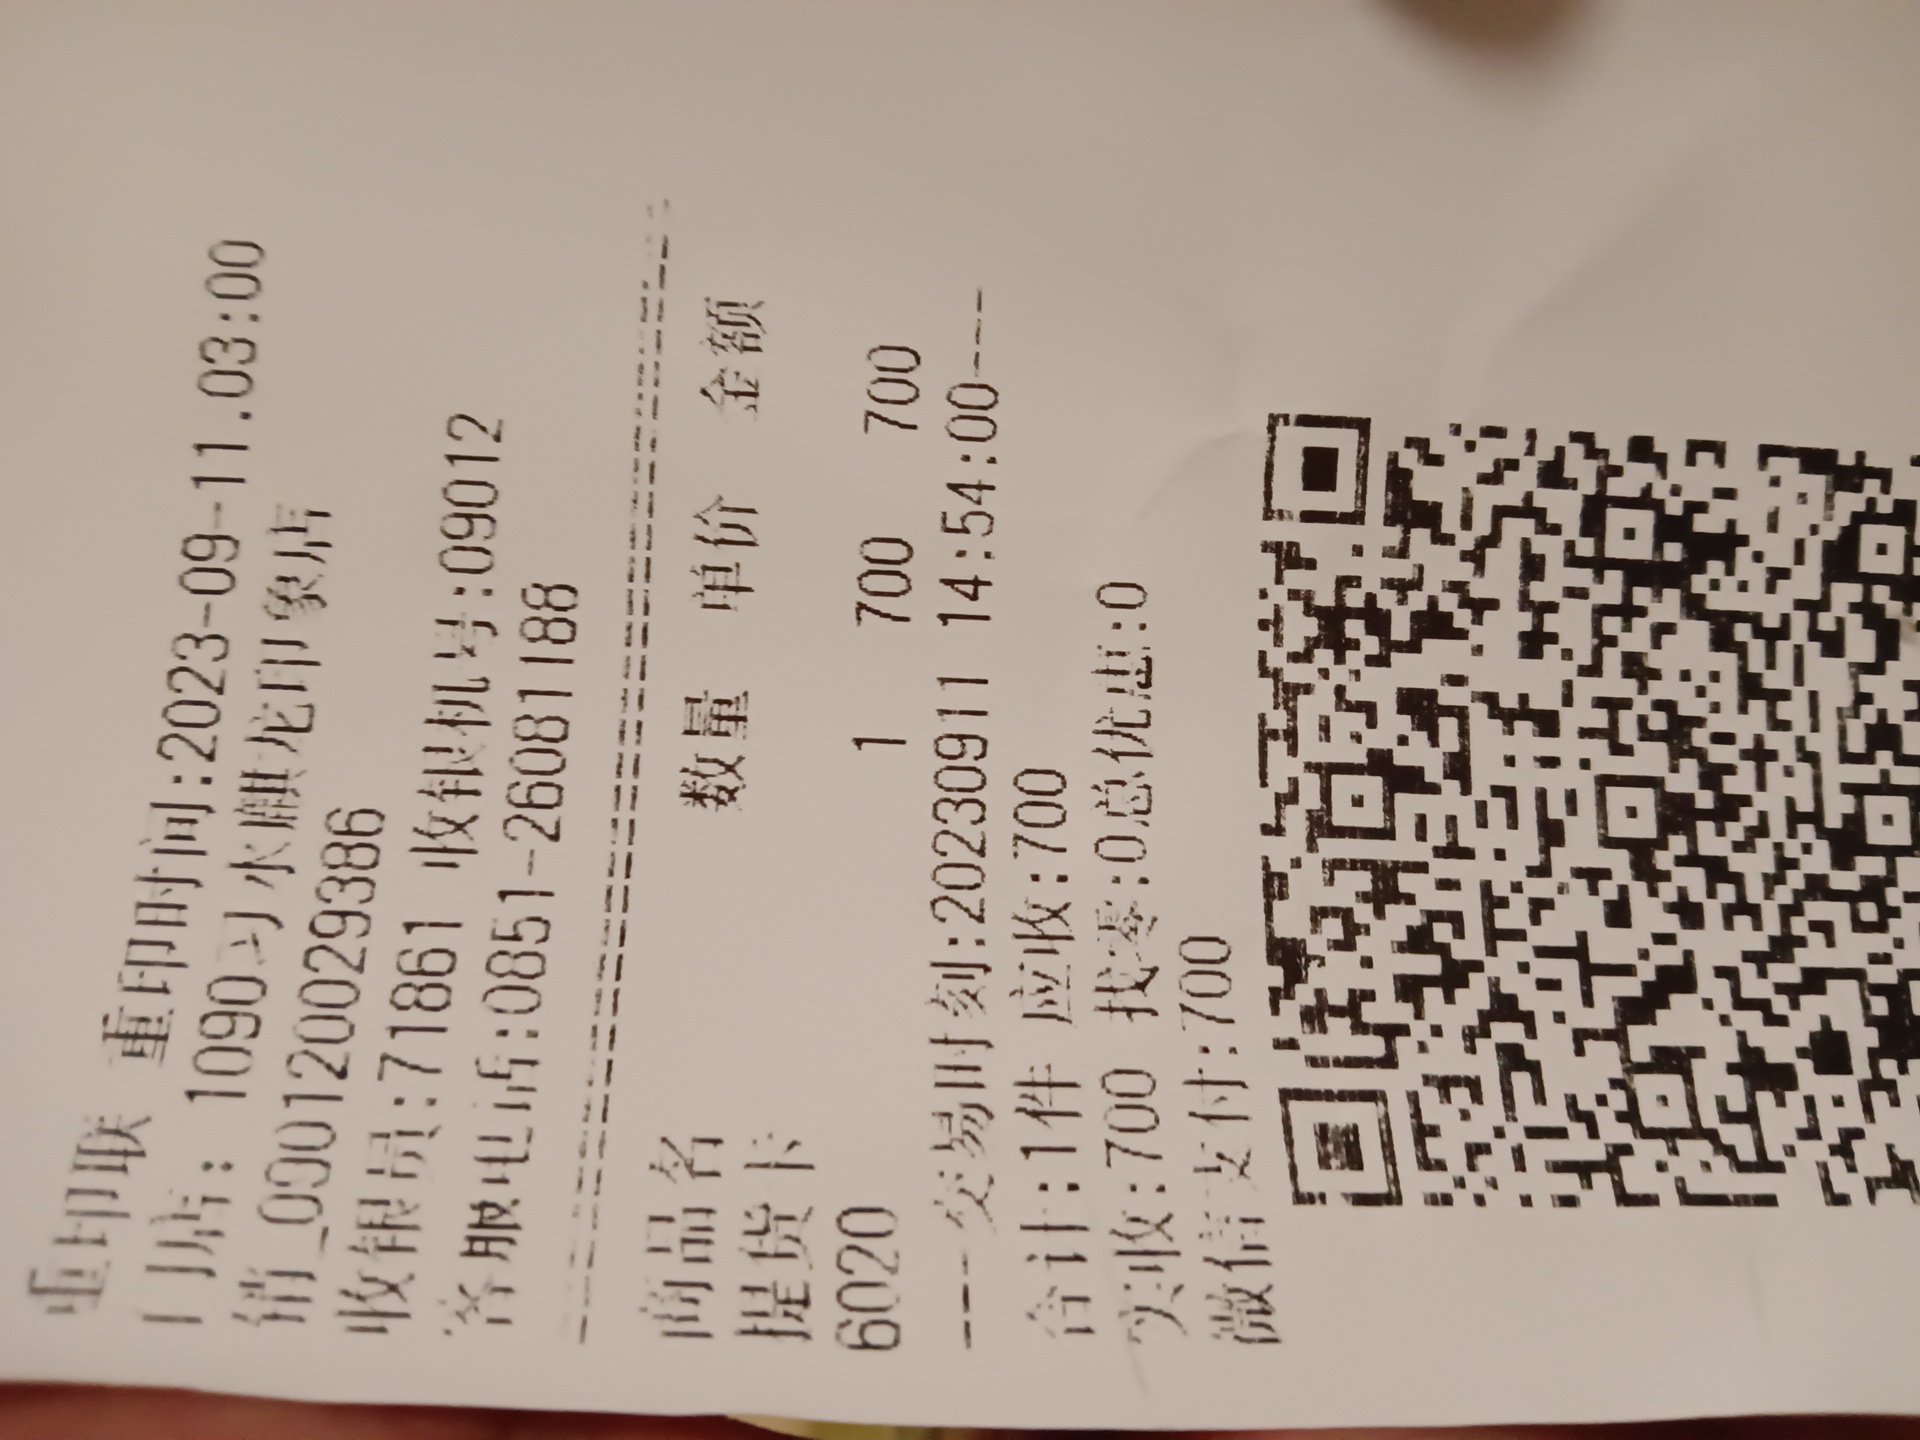 重印联 重印时间:2023-09-11.03:00
门店: 1090习水麒龙印象店
销_090120029386
收银员:71861 收银机号:09012
客服电话:0851-26081188
================================
商品名 数量 单价 金额
提货卡
6020 1 700 700
----交易时刻:20230911 14:54:00----
合计:1件 应收:700
实收:700 找零:0总优惠:0
微信支付:700